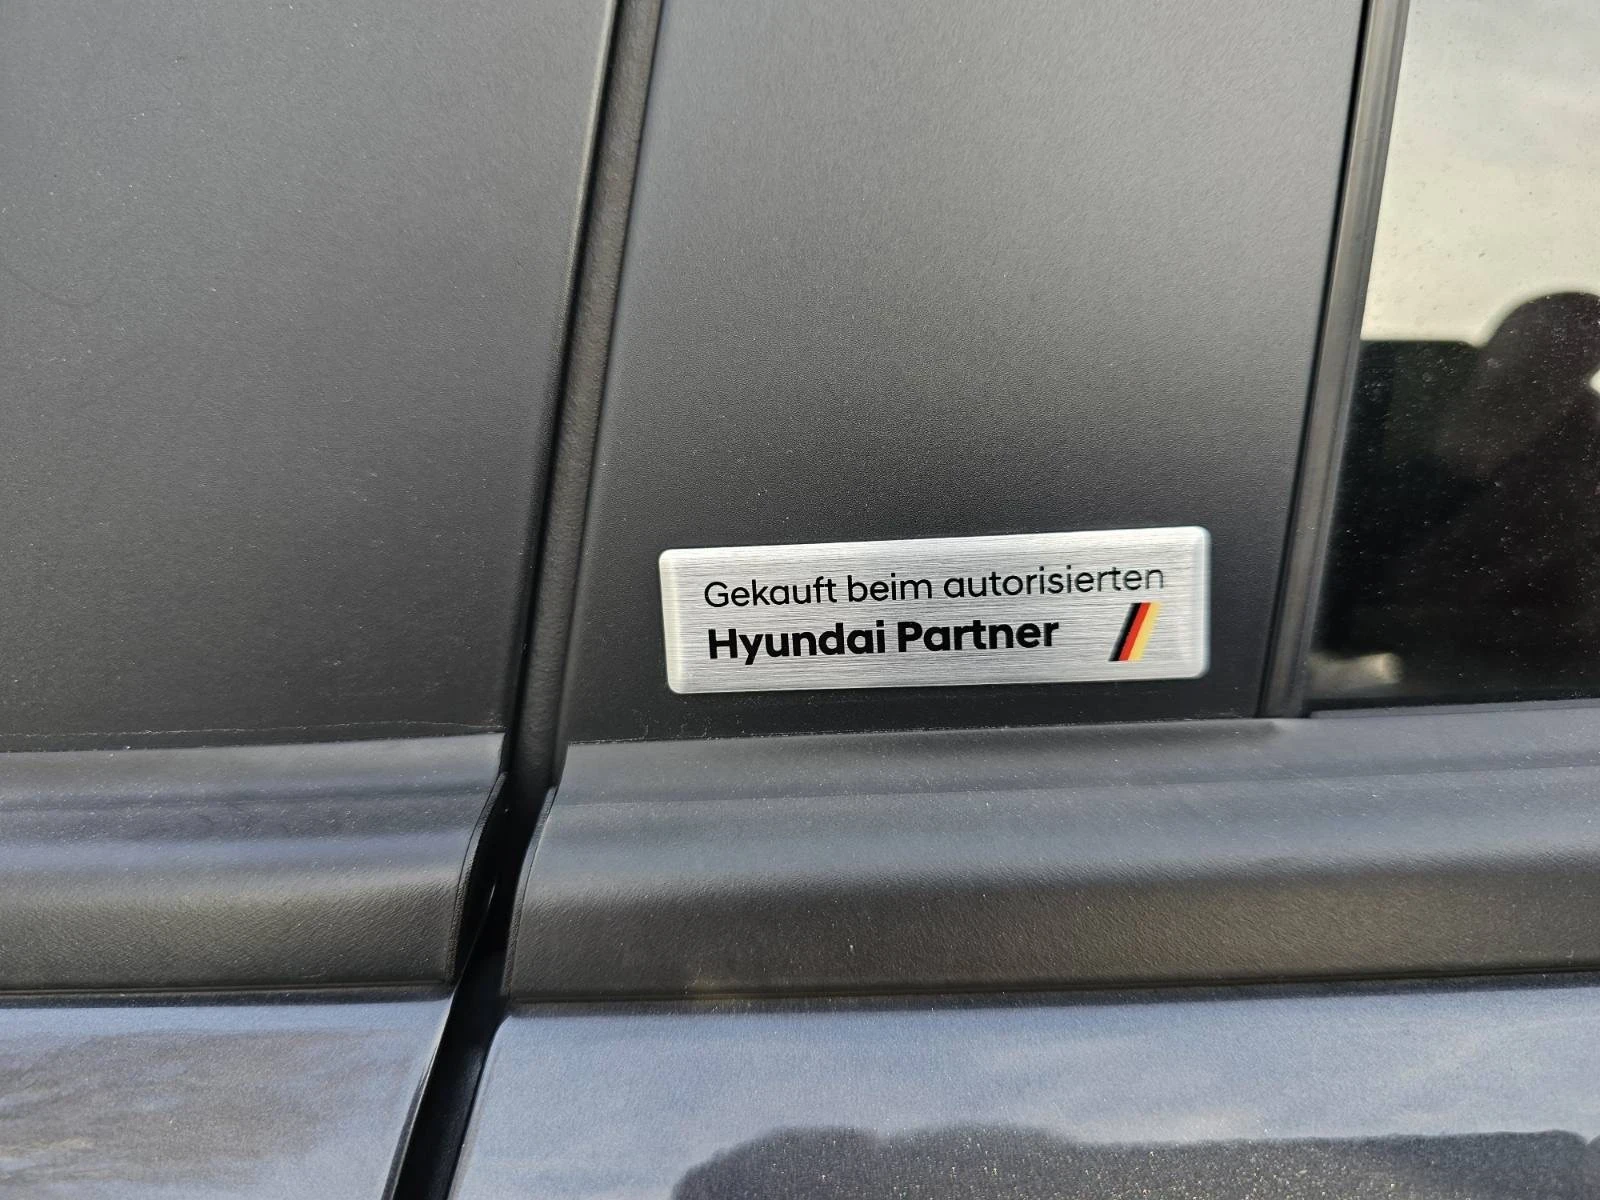 Gekauft beim autorisierten
Hyundai Partner